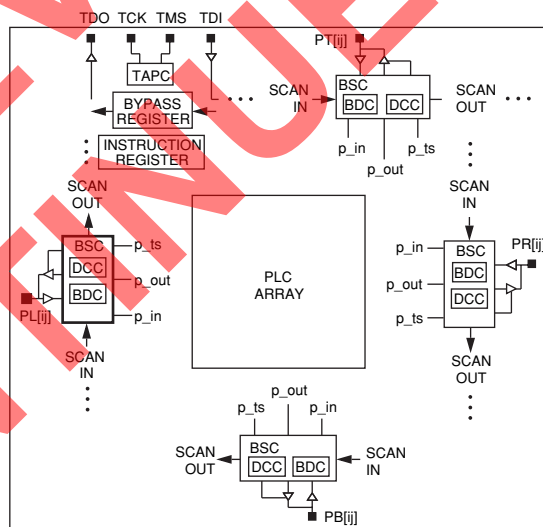 TDO TCK TMS TDI
PT[ij]
TAPC
SCAN IN
BSC
BDC DCC
SCAN OUT
BYPASS REGISTER
INSTRUCTION REGISTER
p_in
p_out
p_ts
SCAN OUT
BSC
DCC
BDC
p_ts
p_out
p_in
PL[ij]
SCAN IN
PLC ARRAY
SCAN IN
p_in
p_out
p_ts
BSC
BDC
DCC
PR[ij]
SCAN OUT
p_ts
p_out
p_in
SCAN OUT
BSC
DCC BDC
SCAN IN
PB[ij]
TINUE